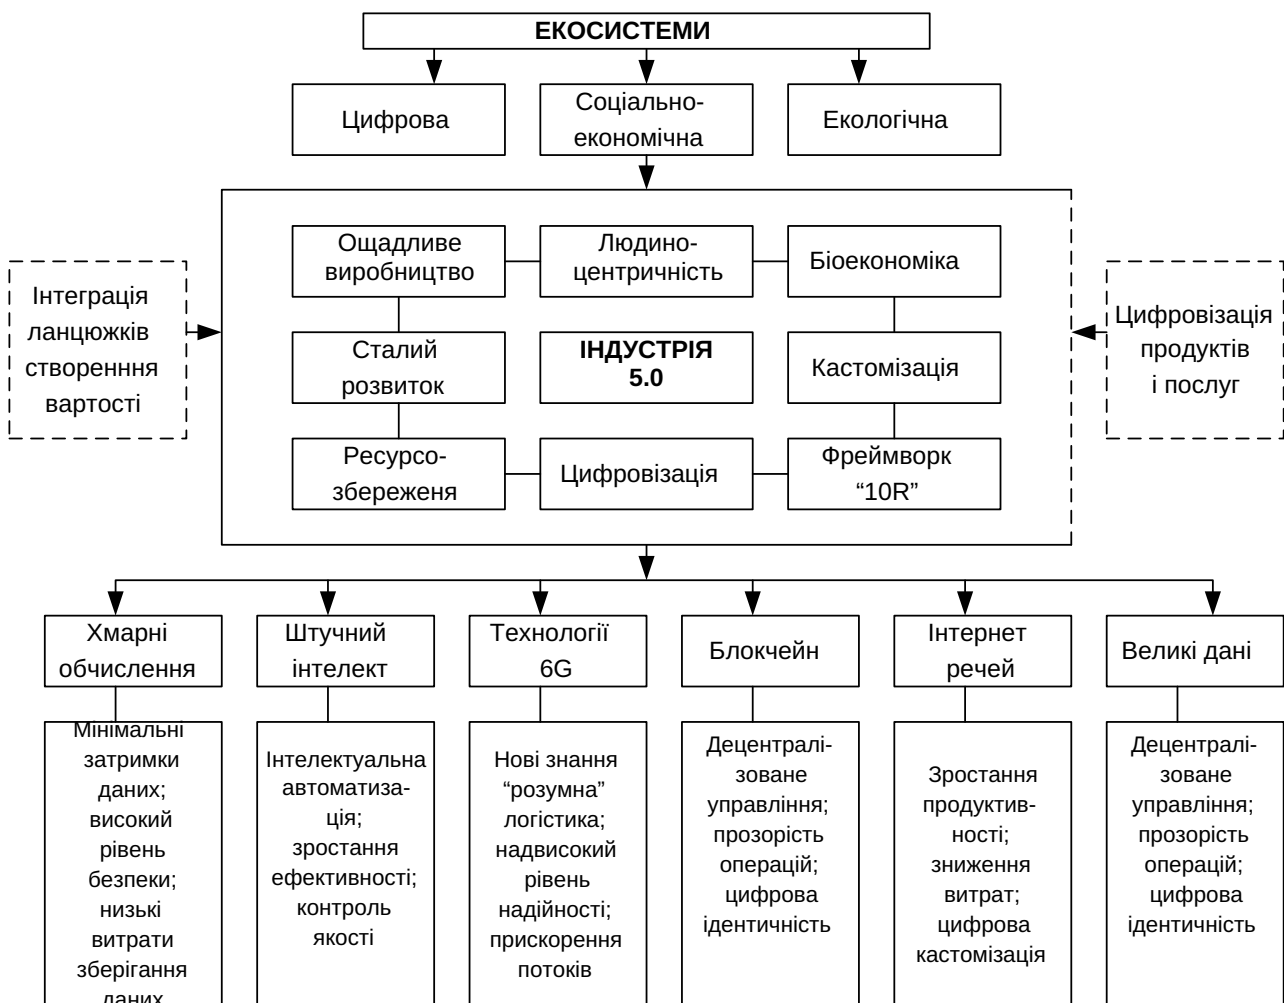 ЕКОСИСТЕМИ
Цифрова
Соціально-
економічна
Екологічна
Ощадливе
виробництво
Людино-
центричність
Біоекономіка
Інтеграція
ланцюжків
створенння
вартості
Сталий
розвиток
ІНДУСТРІЯ
5.0
Кастомізація
Цифровізація
продуктів
і послуг
Ресурсо-
збереженя
Цифровізація
Фреймворк
“10R”
Хмарні
обчислення
Штучний
інтелект
Технології
6G
Блокчейн
Інтернет
речей
Великі дані
Мінімальні
затримки
даних;
високий
рівень
безпеки;
низькі
витрати
зберігання
даних
Інтелектуальна
автоматиза-
ція;
зростання
ефективності;
контроль
якості
Нові знання
“розумна”
логістика;
надвисокий
рівень
надійності;
прискорення
потоків
Децентралі-
зоване
управління;
прозорість
операцій;
цифрова
ідентичність
Зростання
продуктив-
ності;
зниження
витрат;
цифрова
кастомізація
Децентралі-
зоване
управління;
прозорість
операцій;
цифрова
ідентичність